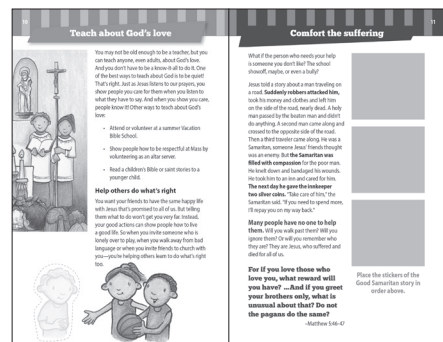 10
Teach about God's love
You may not be old enough to be a teacher, but you
can teach anyone, even adults, about God's love.
And you don't have to be a know-it-all to do it. One
of the best ways to teach about God is to be quiet!
That's right. Just as Jesus listens to our prayers, you
show people you care for them when you listen to
what they have to say. And when you show you care,
people know it! Other ways to teach about God's
love:
• Attend or volunteer at a summer Vacation
Bible School.
• Show people how to be respectful at Mass by
volunteering as an altar server.
• Read a children's Bible or saint stories to a
younger child.
Help others do what's right
You want your friends to have the same happy life
with Jesus that's promised to all of us. But telling
them what to do won't get you very far. Instead,
your good actions can show people how to live
a good life. So when you invite someone who is
lonely over to play, when you walk away from bad
language or when you invite friends to church with
you—you're helping others learn to do what's right
too.
11
Comfort the suffering
What if the person who needs your help
is someone you don't like? The school
showoff, maybe, or even a bully?
Jesus told a story about a man traveling on
a road. Suddenly robbers attacked him,
took his money and clothes and left him
on the side of the road, nearly dead. A holy
man passed by the beaten man and didn't
do anything. A second man came along and
crossed to the opposite side of the road.
Then a third traveler came along. He was a
Samaritan, someone Jesus' friends thought
was an enemy. But the Samaritan was
filled with compassion for the poor man.
He knelt down and bandaged his wounds.
He took him to an inn and cared for him.
The next day he gave the innkeeper
two silver coins. "Take care of him," the
Samaritan said. "If you need to spend more,
I'll repay you on my way back."
Many people have no one to help
them. Will you walk past them? Will you
ignore them? Or will you remember who
they are? They are Jesus, who suffered and
died for all of us.
For if you love those who
love you, what reward will
you have? ...And if you greet
your brothers only, what is
unusual about that? Do not
the pagans do the same?
–Matthew 5:46-47
Place the stickers of the
Good Samaritan story in
order above.